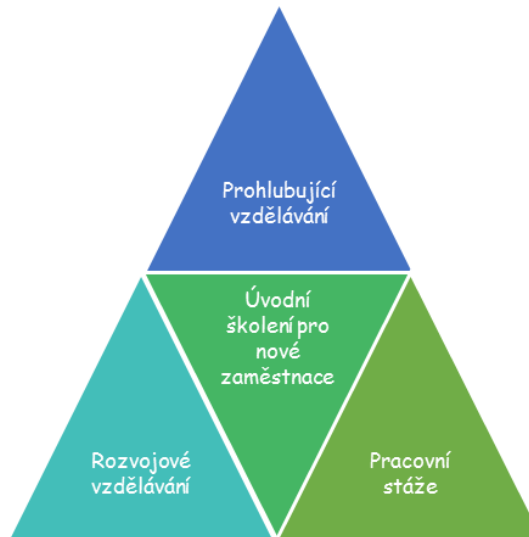 Prohlubující
vzdělávání
Úvodní
školení pro
nové
zaměstnace
Rozvojové
vzdělávání
Pracovní
stáže